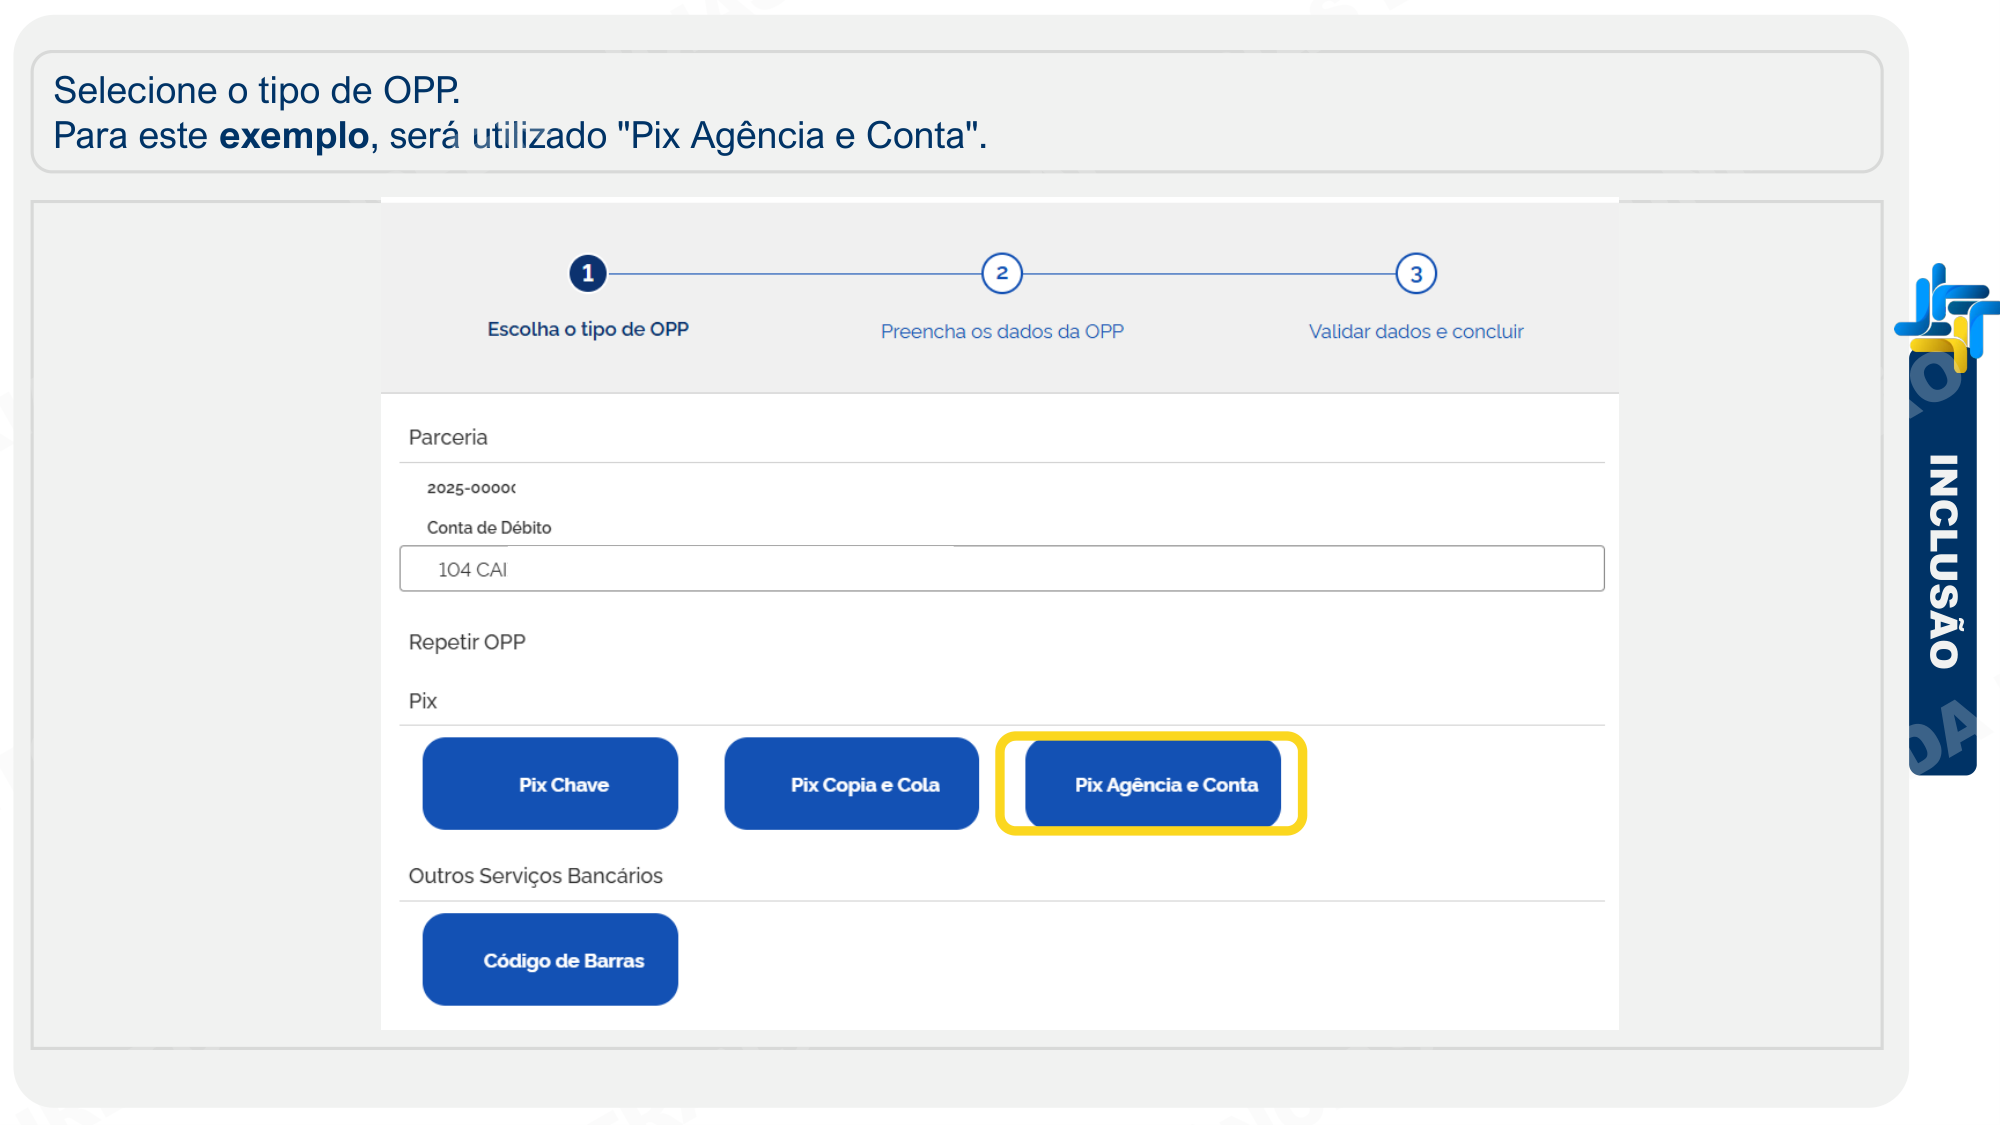 Selecione o tipo de OPP.
Para este exemplo, será utilizado "Pix Agência e Conta".
1
2
3
Escolha o tipo de OPP
Preencha os dados da OPP
Validar dados e concluir
Parceria
2025-0000
Conta de Débito
104 CAI
Repetir OPP
Pix
Pix Chave
Pix Copia e Cola
Pix Agência e Conta
Outros Serviços Bancários
Código de Barras
INCLUSÃO